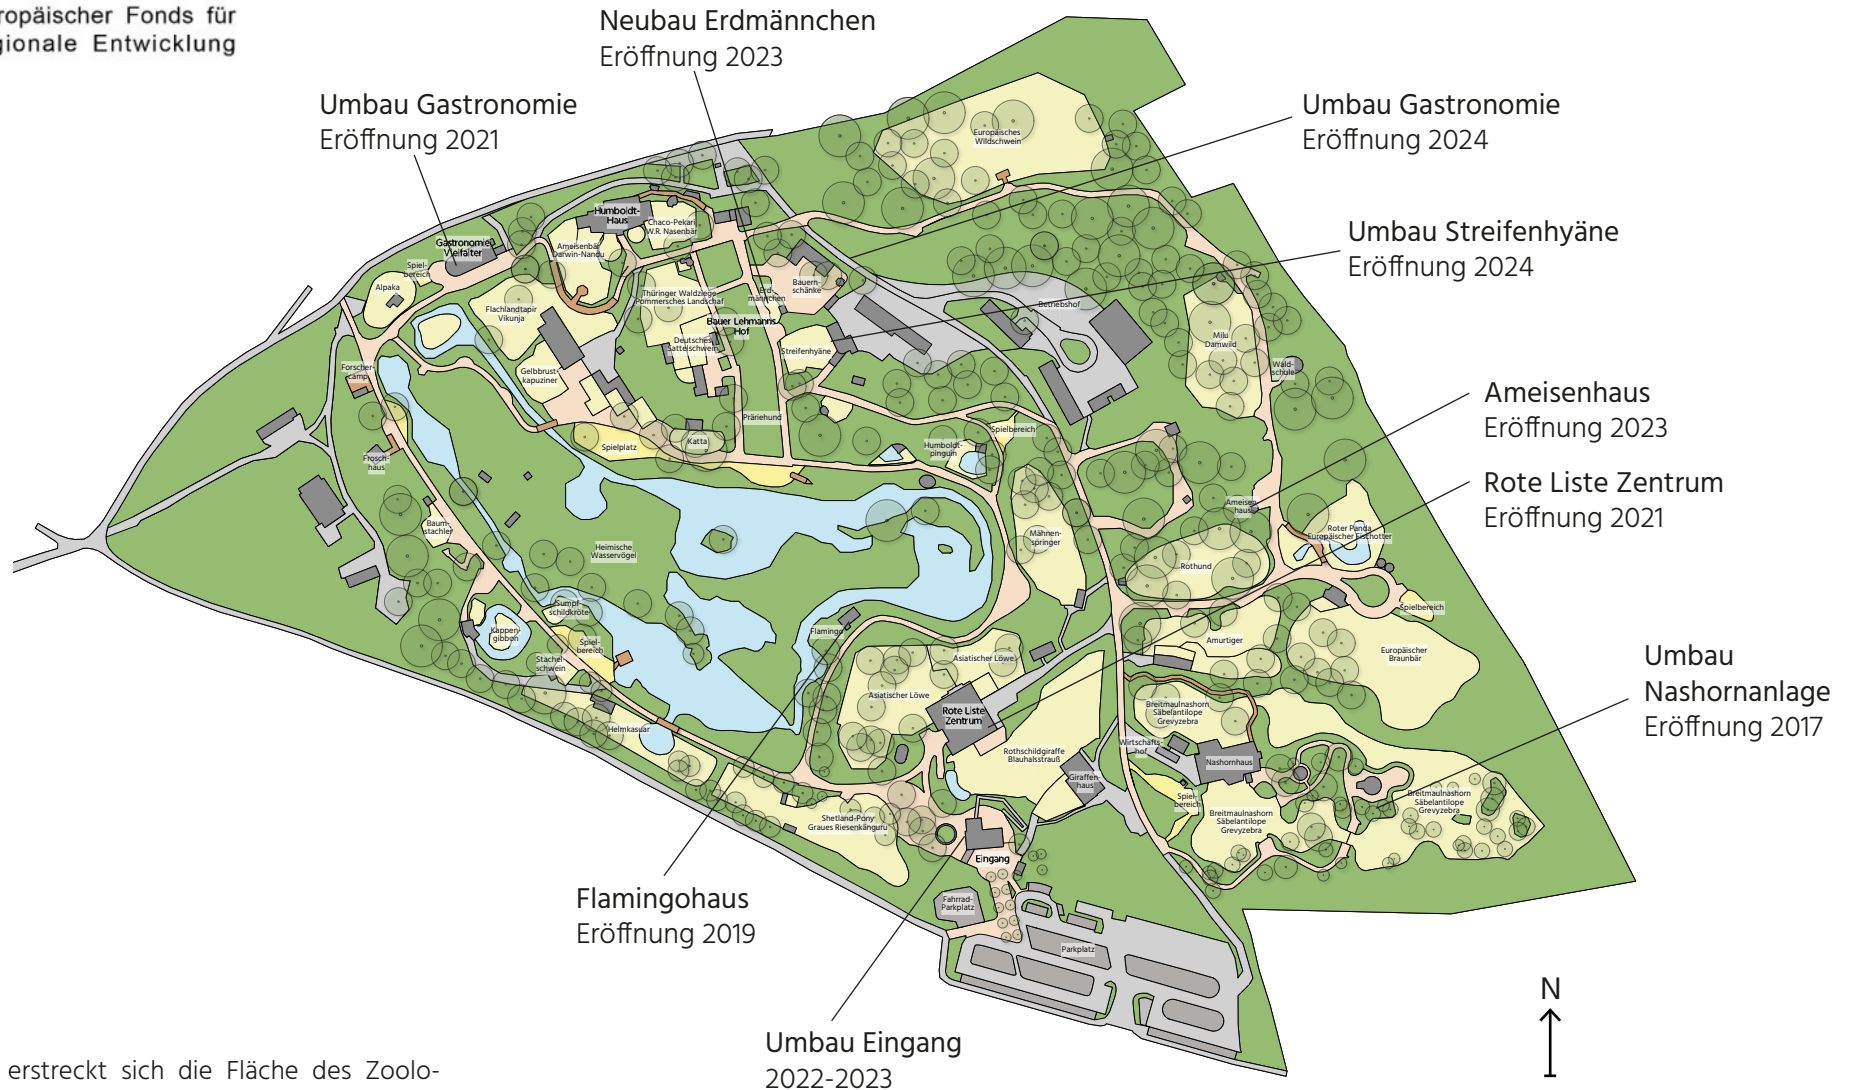 ropäischer Fonds für
gionale Entwicklung
Neubau Erdmännchen
Eröffnung 2023
Umbau Gastronomie
Eröffnung 2021
Umbau Gastronomie
Eröffnung 2024
Umbau Streifenhyäne
Eröffnung 2024
Ameisenhaus
Eröffnung 2023
Rote Liste Zentrum
Eröffnung 2021
Umbau
Nashornanlage
Eröffnung 2017
Flamingohaus
Eröffnung 2019
Umbau Eingang
2022-2023
N
Europäisches
Wildschwein
Humboldt-
Haus
Chaco-Pekari
W.R. Nasenbär
Gastronomie
Vielfalter
Ameisenbär
Darwin-Nandu
Spiel-
bereich
Alpaka
Flachlandtapir
Vikunja
Thüringer Waldziege
Pommersches Landschaf
Erd-
männchen
Bauern-
schänke
Bauer Lehmanns
Hof
Deutsches
Sattelschwein
Streifenhyäne
Betriebshof
Milu
Damwild
Wald-
schule
Forscher-
camp
Gelbbrust-
kapuziner
Präriehund
Spielplatz
Katta
Humboldt-
pinguin
Spielbereich
Frosch-
haus
Baum-
stachler
Heimische
Wasservögel
Mähnen-
springer
Ameisen-
haus
Roter Panda
Europäischer Fischotter
Rothund
Spielbereich
Sumpf-
schildkröte
Kappen-
gibbon
Spiel-
bereich
Stachel-
schwein
Flamingo
Asiatischer Löwe
Amurtiger
Europäischer
Braunbär
Asiatischer Löwe
Rote Liste
Zentrum
Breitmaulnashorn
Säbelantilope
Grevyzebra
Helmkasuar
Rothschildgiraffe
Blauhalsstrauß
Wirtschafts-
hof
Nashornhaus
Giraffen-
haus
Spiel-
bereich
Breitmaulnashorn
Säbelantilope
Grevyzebra
Breitmaulnashorn
Säbelantilope
Grevyzebra
Shetland-Pony
Graues Riesenkänguru
Eingang
Fahrrad-
Parkplatz
Parkplatz
erstreckt sich die Fläche des Zoolo-